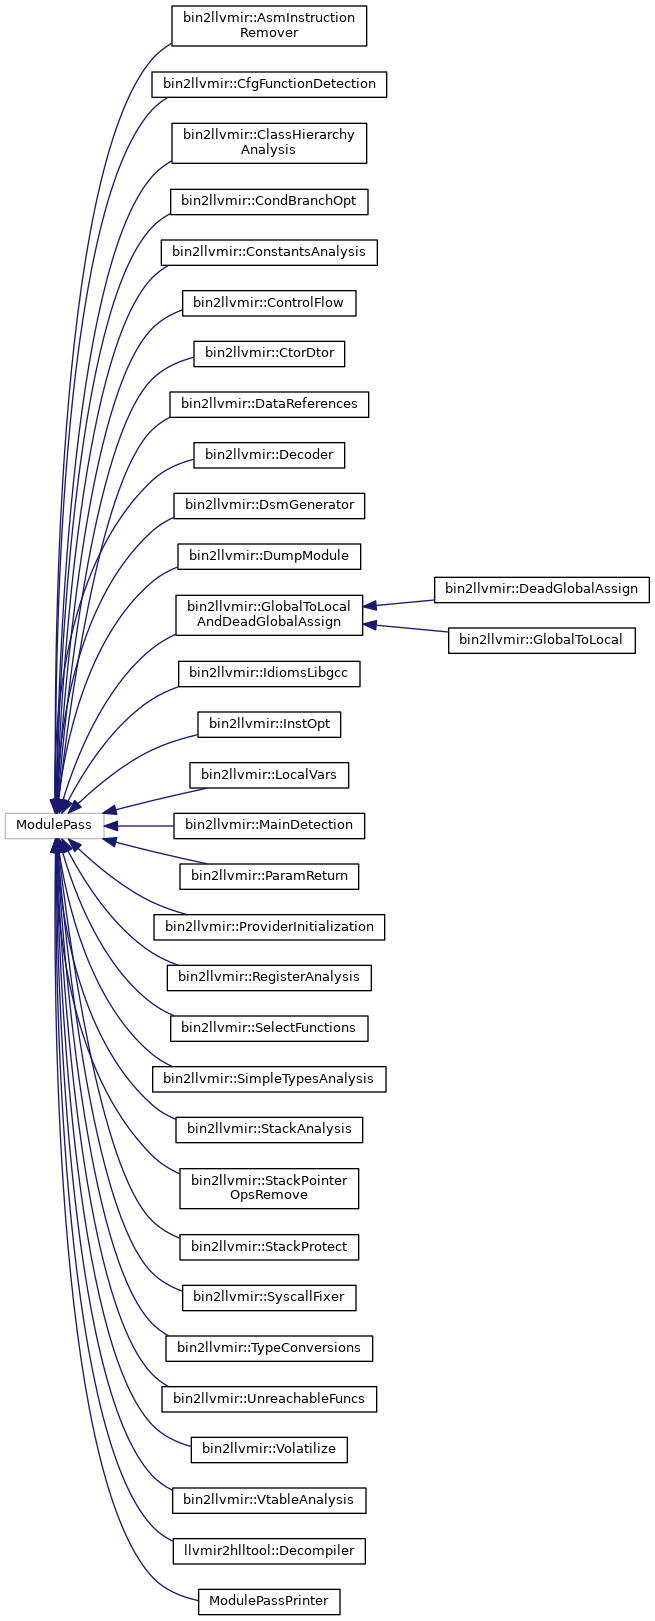 bin2llvmir::AsmInstruction
Remover
bin2llvmir::CfgFunctionDetection
bin2llvmir::ClassHierarchy
Analysis
bin2llvmir::CondBranchOpt
bin2llvmir::ConstantsAnalysis
bin2llvmir::ControlFlow
bin2llvmir::CtorDtor
bin2llvmir::DataReferences
bin2llvmir::Decoder
bin2llvmir::DsmGenerator
bin2llvmir::DumpModule
bin2llvmir::GlobalToLocal
AndDeadGlobalAssign
bin2llvmir::DeadGlobalAssign
bin2llvmir::GlobalToLocal
bin2llvmir::IdiomsLibgcc
bin2llvmir::InstOpt
bin2llvmir::LocalVars
ModulePass
bin2llvmir::MainDetection
bin2llvmir::ParamReturn
bin2llvmir::ProviderInitialization
bin2llvmir::RegisterAnalysis
bin2llvmir::SelectFunctions
bin2llvmir::SimpleTypesAnalysis
bin2llvmir::StackAnalysis
bin2llvmir::StackPointer
OpsRemove
bin2llvmir::StackProtect
bin2llvmir::SyscallFixer
bin2llvmir::TypeConversions
bin2llvmir::UnreachableFuncs
bin2llvmir::Volatilize
bin2llvmir::VtableAnalysis
llvmir2hlltool::Decompiler
ModulePassPrinter